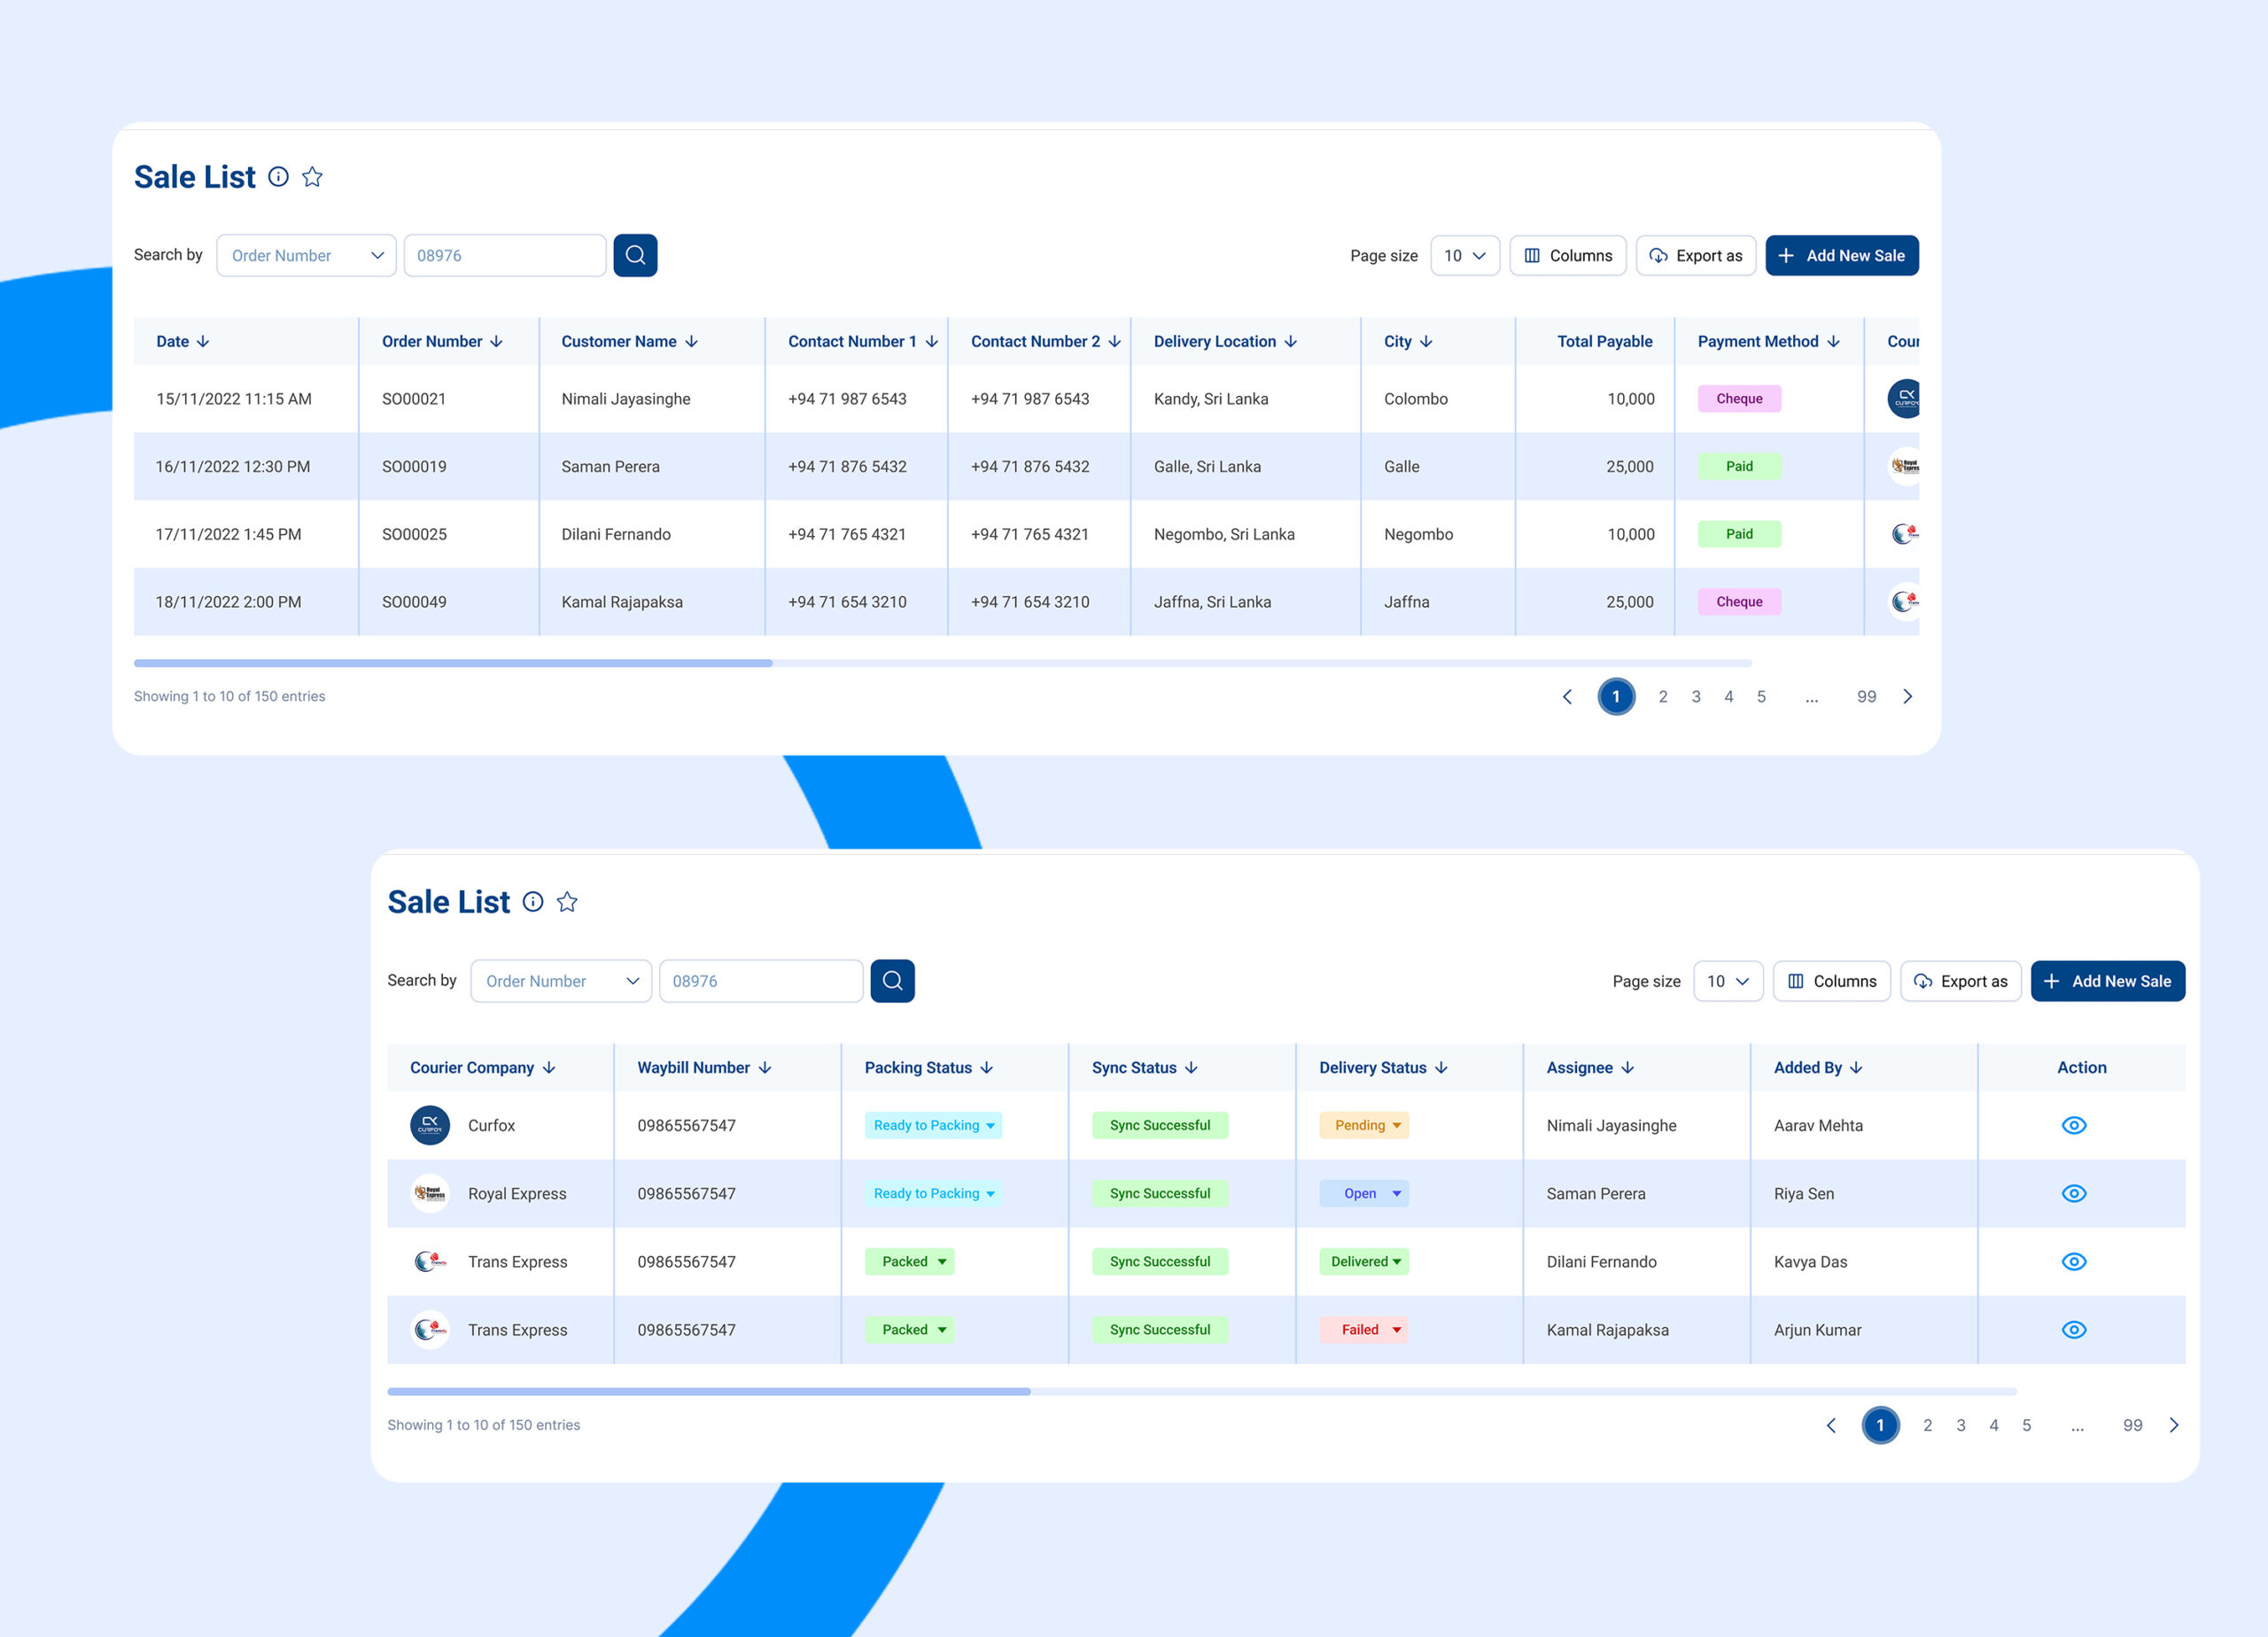 Sale List
Search by Order Number 08976 Page size 10 Columns Export as Add New Sale
Date Order Number Customer Name Contact Number 1 Contact Number 2 Delivery Location City Total Payable Payment Method Cour
15/11/2022 11:15 AM SO00021 Nimali Jayasinghe +94 71 987 6543 +94 71 987 6543 Kandy, Sri Lanka Colombo 10,000 Cheque CURFOX
16/11/2022 12:30 PM SO00019 Saman Perera +94 71 876 5432 +94 71 876 5432 Galle, Sri Lanka Galle 25,000 Paid Royal Express
17/11/2022 1:45 PM SO00025 Dilani Fernando +94 71 765 4321 +94 71 765 4321 Negombo, Sri Lanka Negombo 10,000 Paid
18/11/2022 2:00 PM SO00049 Kamal Rajapaksa +94 71 654 3210 +94 71 654 3210 Jaffna, Sri Lanka Jaffna 25,000 Cheque
Showing 1 to 10 of 150 entries 1 2 3 4 5 ... 99
Sale List
Search by Order Number 08976 Page size 10 Columns Export as Add New Sale
Courier Company Waybill Number Packing Status Sync Status Delivery Status Assignee Added By Action
CURFOX Curfox 09865567547 Ready to Packing Sync Successful Pending Nimali Jayasinghe Aarav Mehta
Royal Express Royal Express 09865567547 Ready to Packing Sync Successful Open Saman Perera Riya Sen
Trans Express 09865567547 Packed Sync Successful Delivered Dilani Fernando Kavya Das
Trans Express 09865567547 Packed Sync Successful Failed Kamal Rajapaksa Arjun Kumar
Showing 1 to 10 of 150 entries 1 2 3 4 5 ... 99